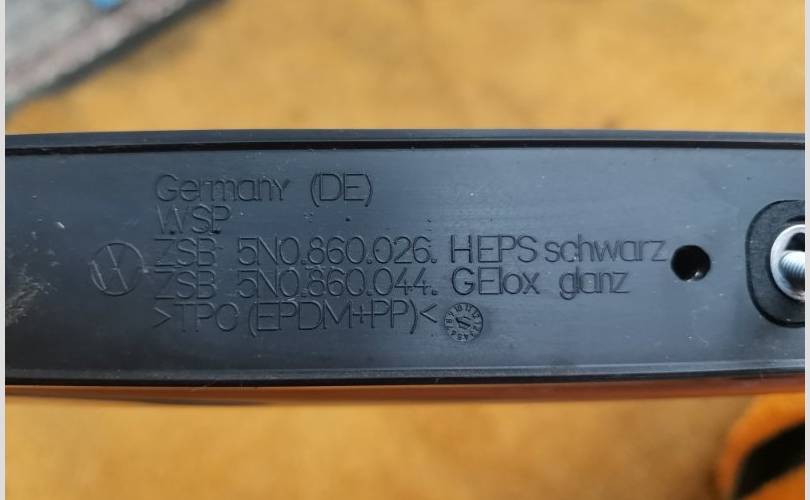 Germany (DE)
WSP
ZSB 5N0.860.026. HEPS schwarz
ZSB 5N0.860.044. GElox glanz
>TPO (EPDM+PP)<